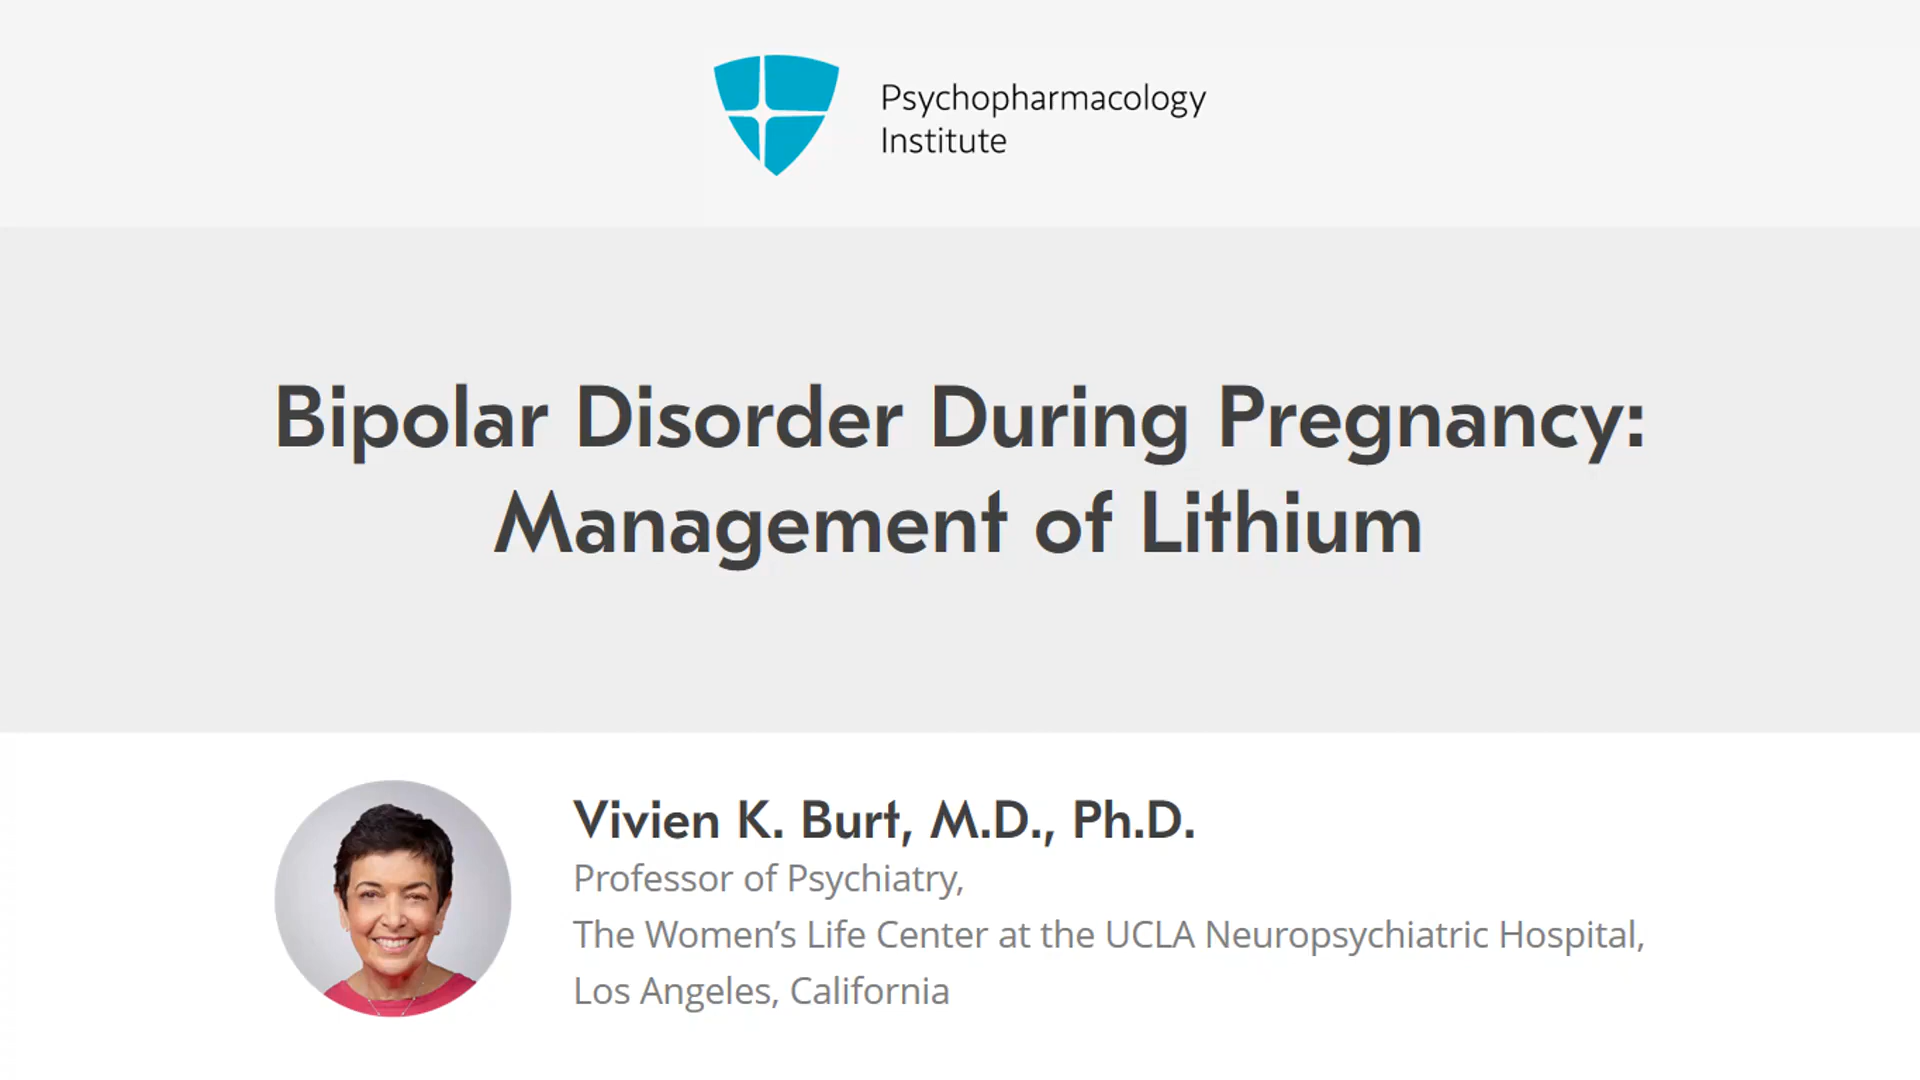 Psychopharmacology
Institute
Bipolar Disorder During Pregnancy:
Management of Lithium
Vivien K. Burt, M.D., Ph.D.
Professor of Psychiatry,
The Women’s Life Center at the UCLA Neuropsychiatric Hospital,
Los Angeles, California